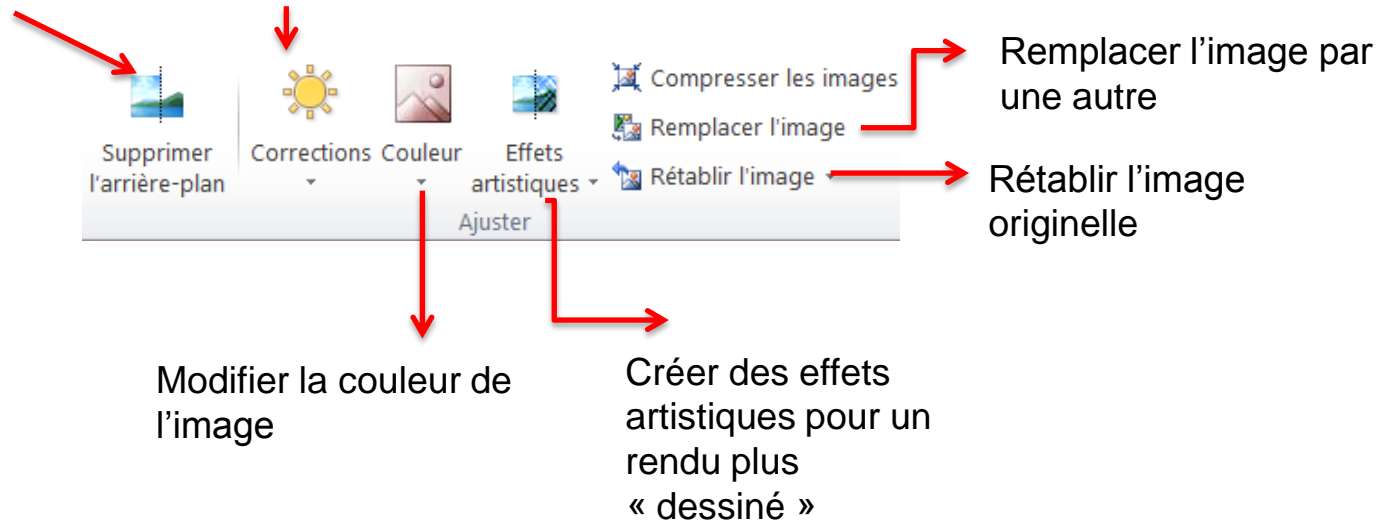 Supprimer
l'arrière-plan
Corrections
Couleur
Effets
artistiques
Compresser les images
Remplacer l'image
Rétablir l'image
Ajuster
Remplacer l’image par
une autre
Rétablir l’image
originelle
Modifier la couleur de
l’image
Créer des effets
artistiques pour un
rendu plus
« dessiné »